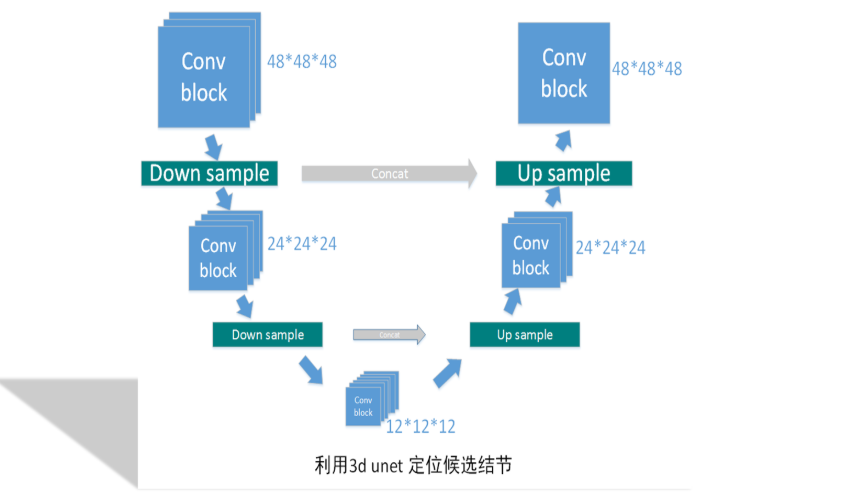 Conv
block
48*48*48
Conv
block
48*48*48
Down sample
Concat
Up sample
Conv
block
24*24*24
Conv
block
24*24*24
Down sample
Concat
Up sample
Conv
block
12*12*12
利用3d unet 定位候选结节